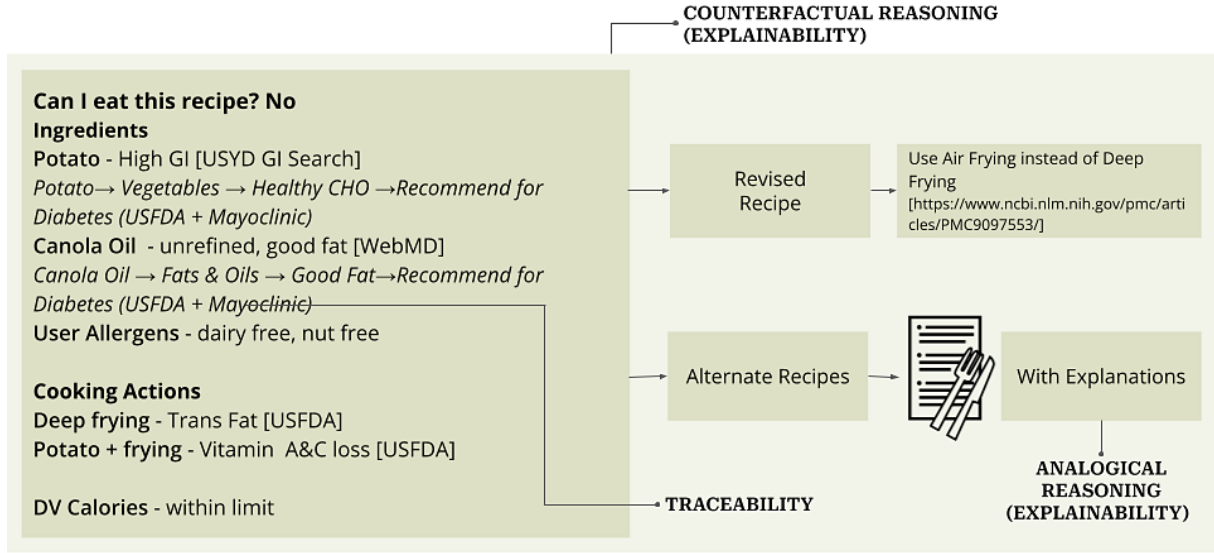 COUNTERFACTUAL REASONING
(EXPLAINABILITY)
Can I eat this recipe? No
Ingredients
Potato - High GI [USYD GI Search]
Potato→ Vegetables → Healthy CHO →Recommend for
Diabetes (USFDA + Mayoclinic)
Canola Oil - unrefined, good fat [WebMD]
Canola Oil → Fats & Oils → Good Fat→Recommend for
Diabetes (USFDA + Mayoclinic)
User Allergens - dairy free, nut free
Cooking Actions
Deep frying - Trans Fat [USFDA]
Potato + frying - Vitamin A&C loss [USFDA]
DV Calories - within limit
Revised
Recipe
Use Air Frying instead of Deep
Frying
[https://www.ncbi.nlm.nih.gov/pmc/arti
cles/PMC9097553/]
Alternate Recipes
With Explanations
TRACEABILITY
ANALOGICAL
REASONING
(EXPLAINABILITY)